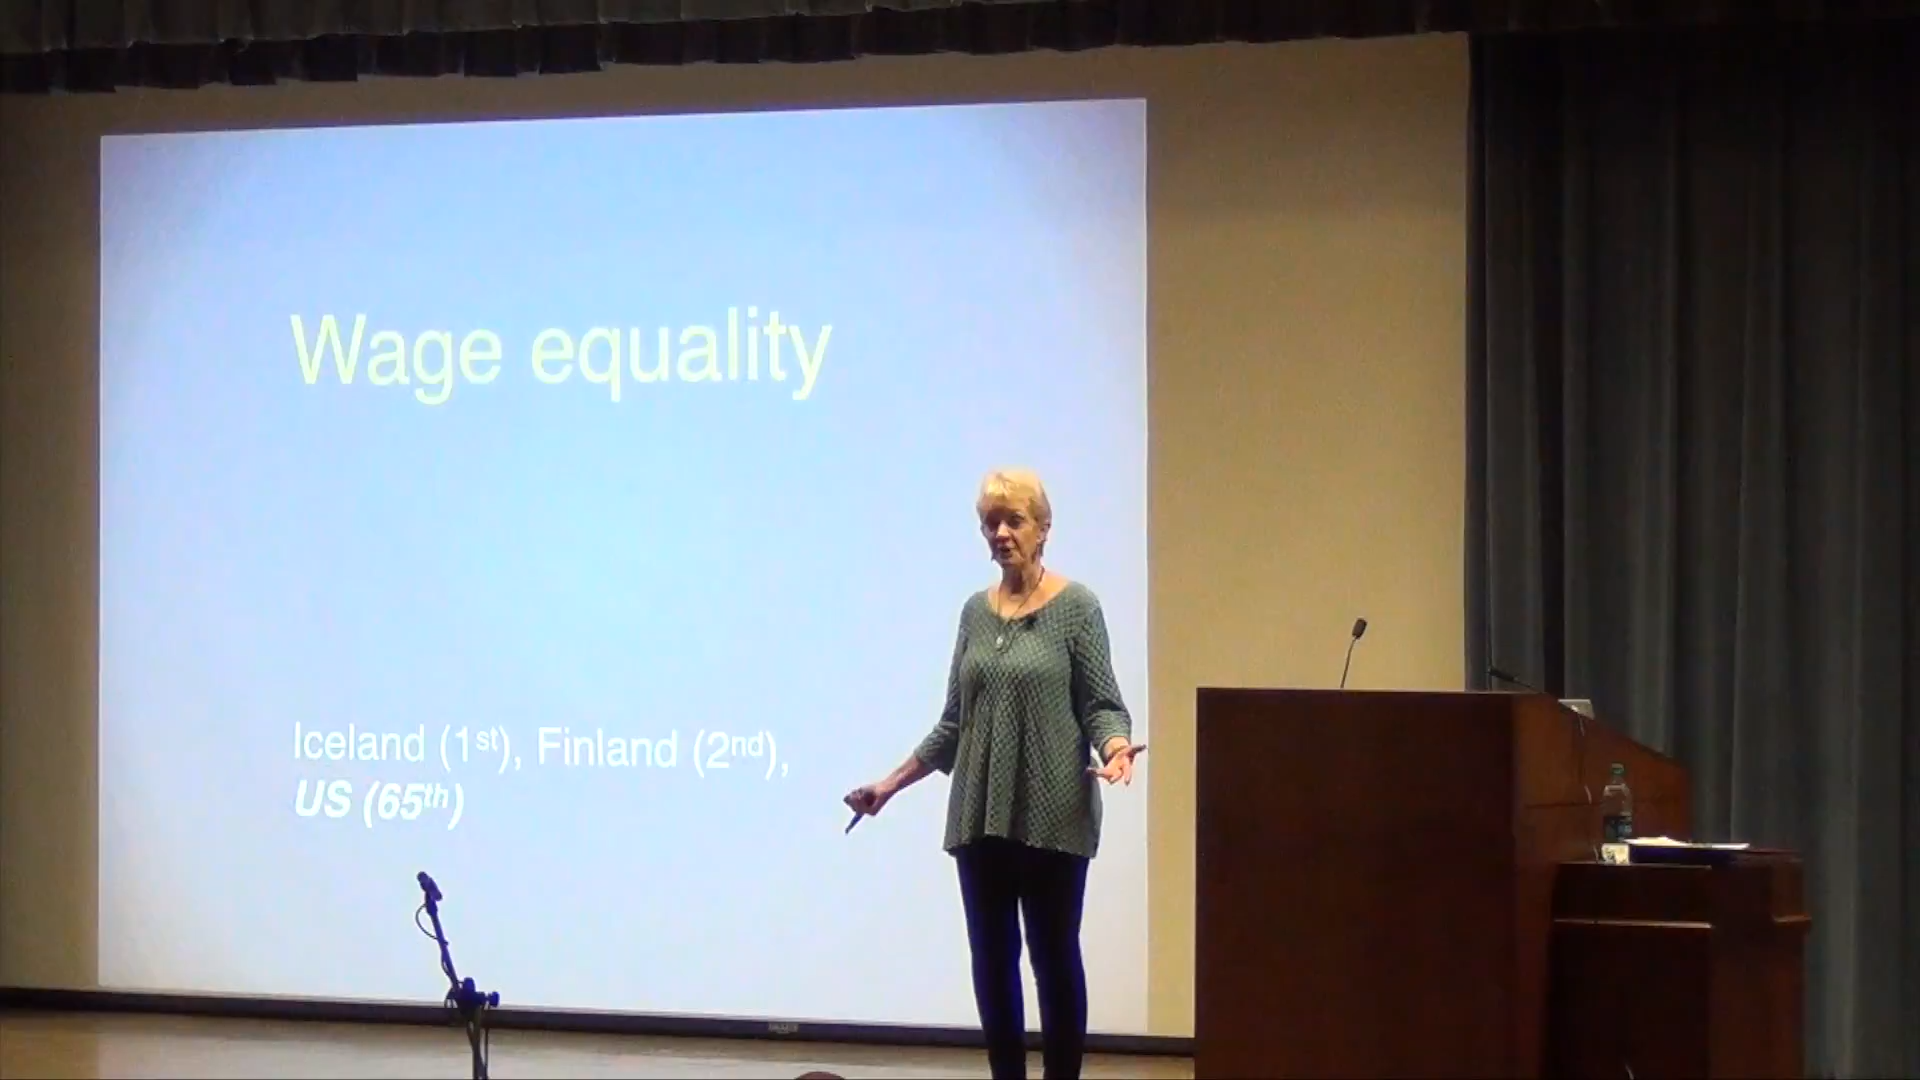 Wage equality
Iceland (1st), Finland (2nd),
US (65th)